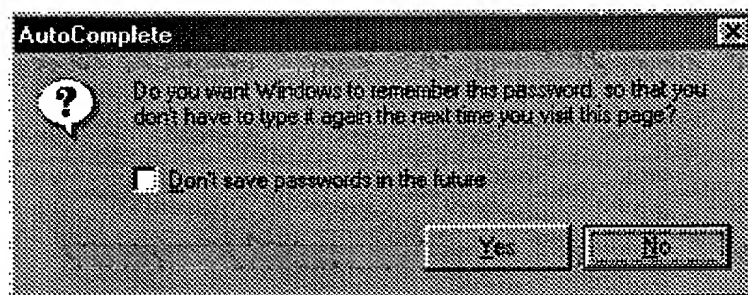 AutoComplete
Do you want Windows to remember this password, so that you
don't have to type it again the next time you visit this page?
Don't save passwords in the future
Yes
No